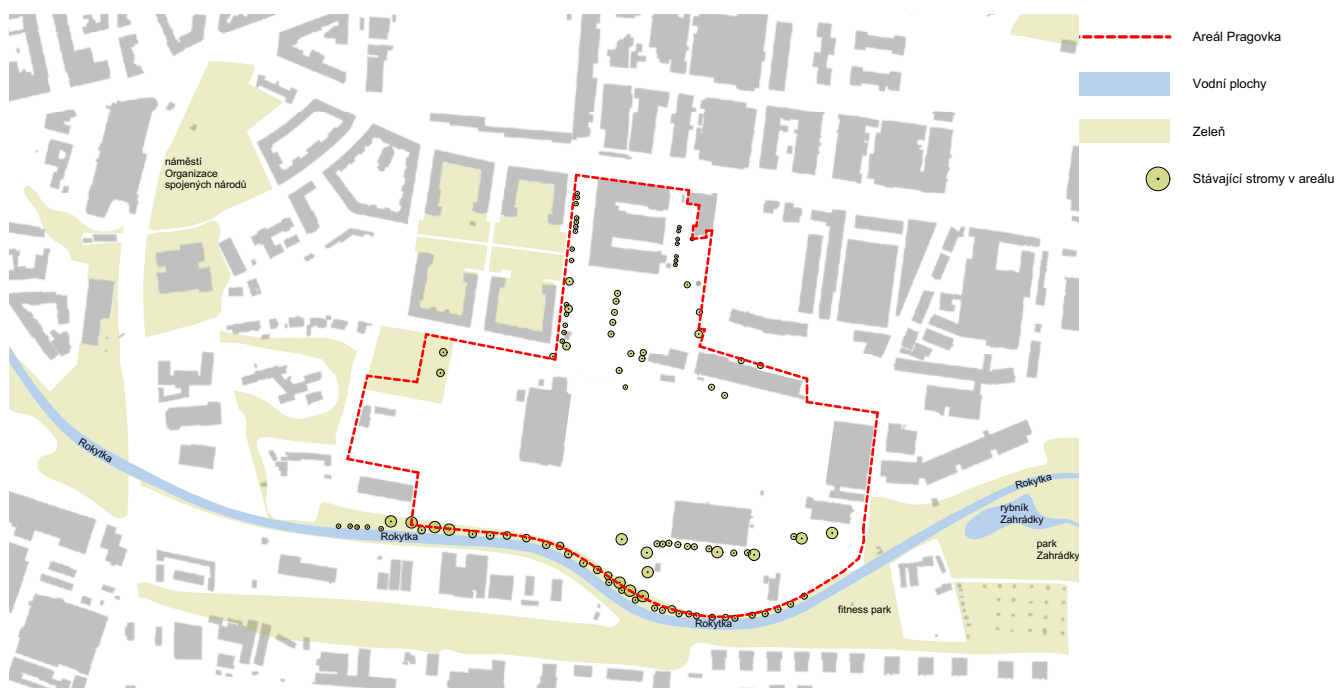 Areál Pragovka
Vodní plochy
Zeleň
Stávající stromy v areálu
náměstí
Organizace
spojených národů
Rokytka
Rokytka
Rokytka
Rokytka
rybník
Zahrádky
park
Zahrádky
fitness park